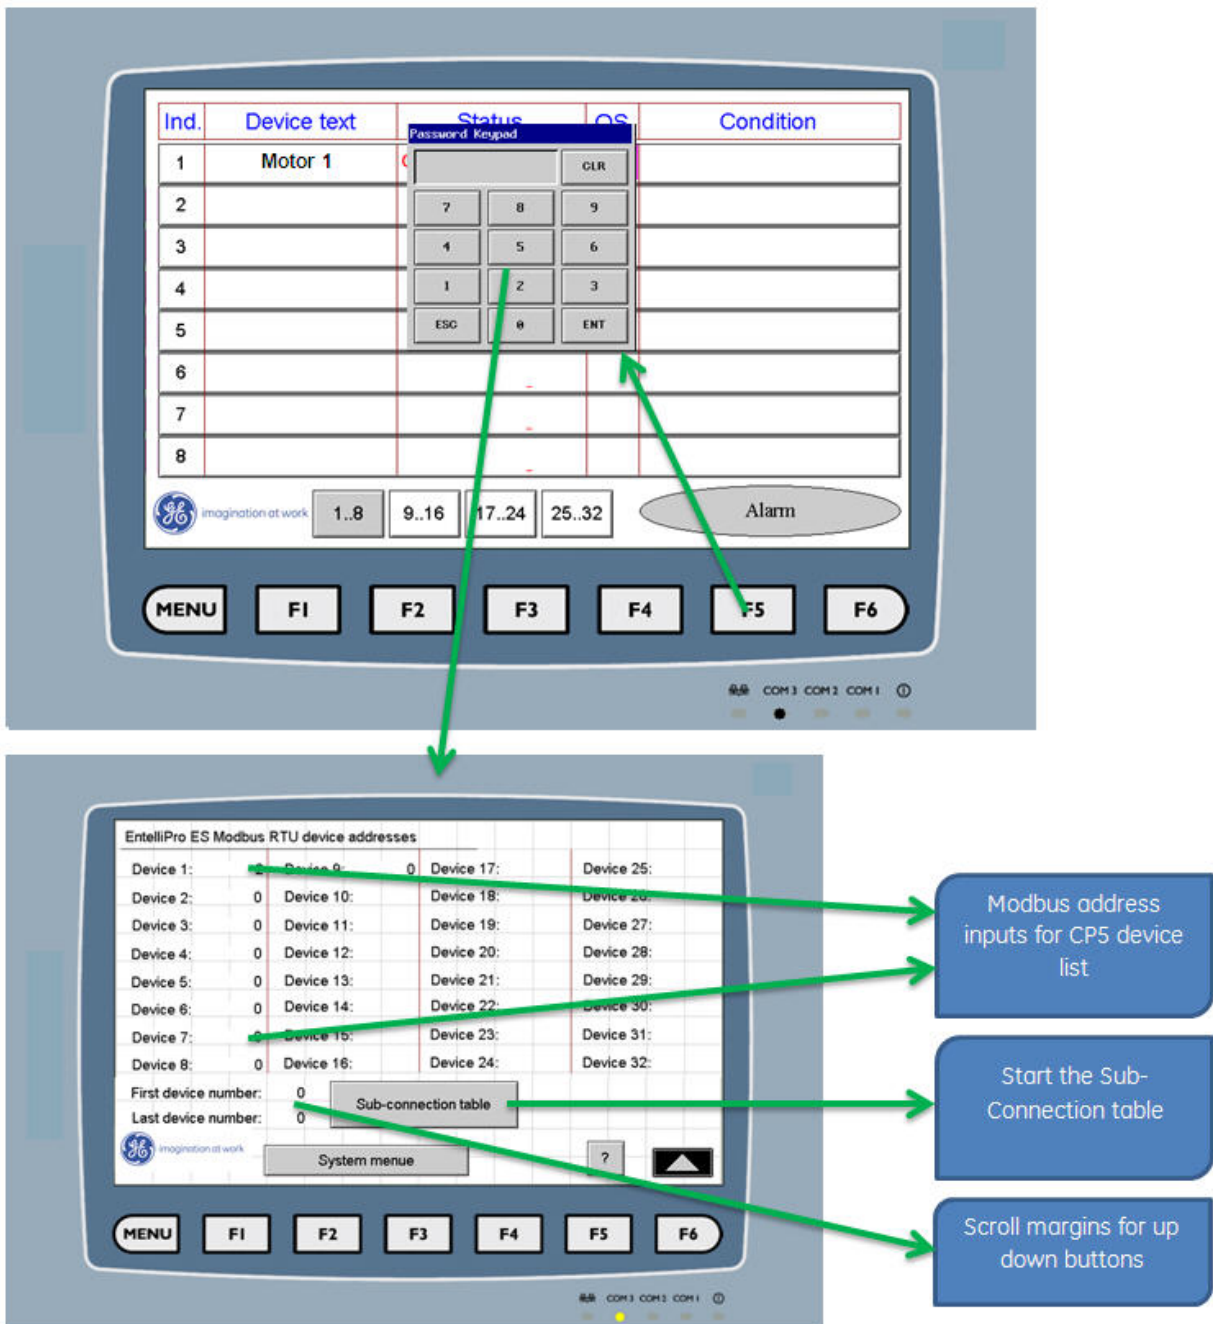 Ind. Device text Status OS Condition
Password Keypad
CLR
1 Motor 1
2
3
4
5
6
7
8
7 8 9
4 5 6
1 2 3
ESC 0 ENT
imagination at work 1..8 9..16 17..24 25..32 Alarm
MENU F1 F2 F3 F4 F5 F6
COM 3 COM 2 COM 1
EntelliPro ES Modbus RTU device addresses
Device 1: Device 9: 0 Device 17: Device 25:
Device 2: 0 Device 10: Device 18: Device 26:
Device 3: 0 Device 11: Device 19: Device 27:
Device 4: 0 Device 12: Device 20: Device 28:
Device 5: 0 Device 13: Device 21: Device 29:
Device 6: 0 Device 14: Device 22: Device 30:
Device 7: Device 15: Device 23: Device 31:
Device 8: 0 Device 16: Device 24: Device 32:
First device number: 0
Last device number: 0
Sub-connection table
imagination at work
System menue
?
MENU F1 F2 F3 F4 F5 F6
COM 3 COM 2 COM 1
Modbus address
inputs for CP5 device
list
Start the Sub-
Connection table
Scroll margins for up
down buttons